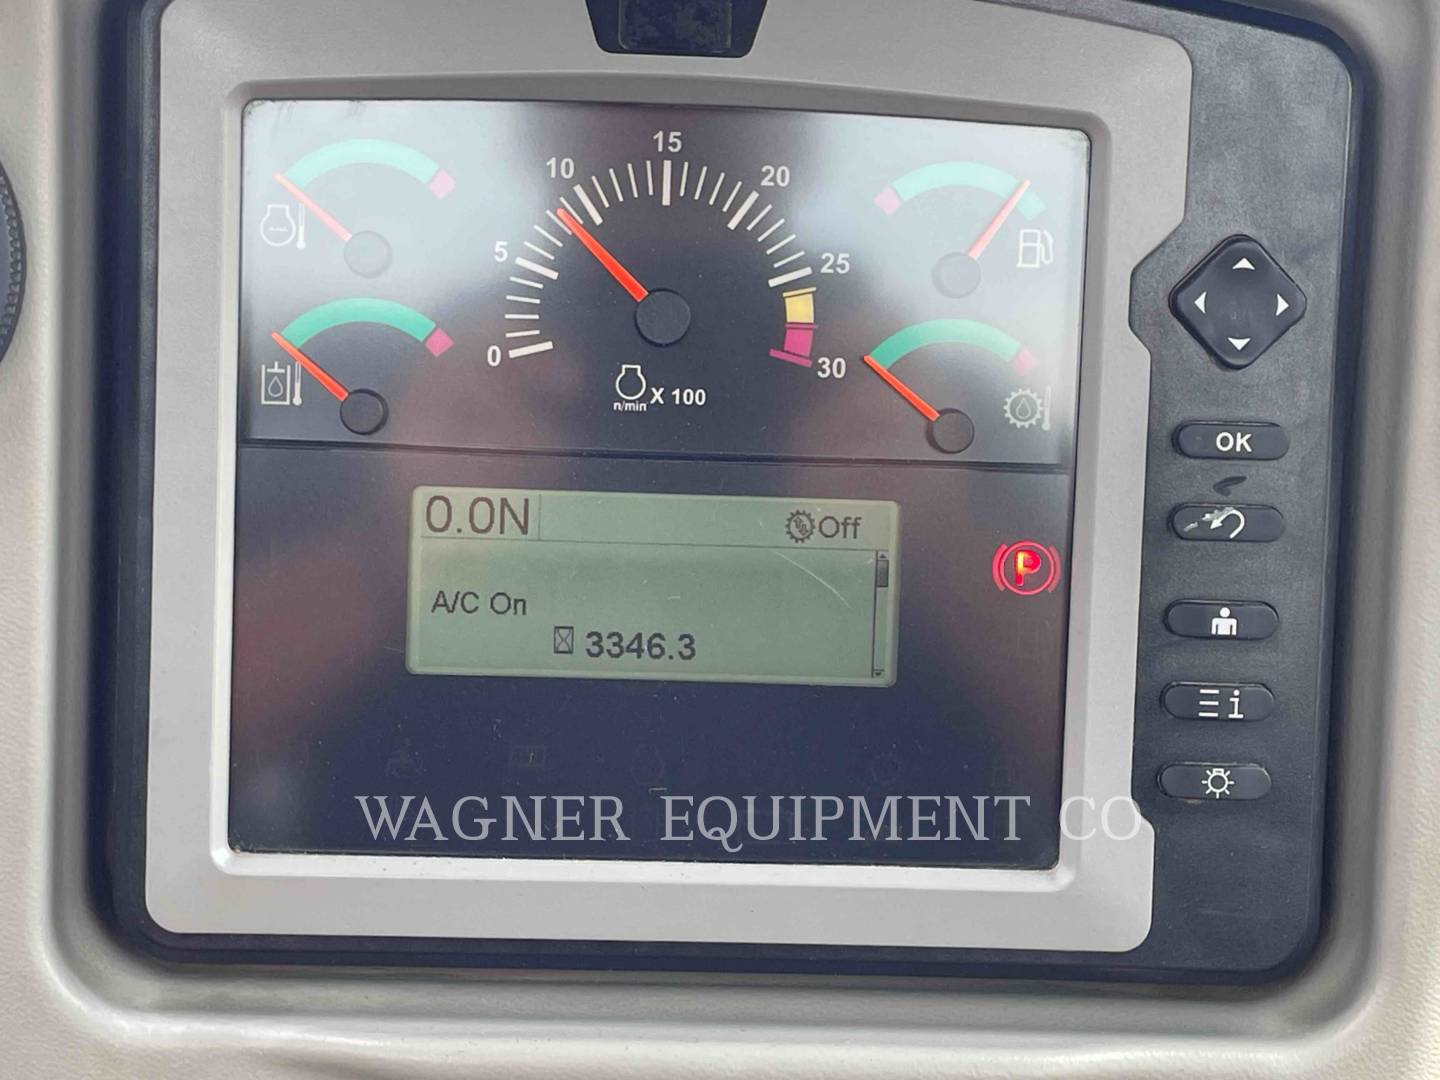 15
10
20
5
25
0
30
n/min X 100
0.0N
Off
A/C On
3346.3
OK
P
i
WAGNER EQUIPMENT CO